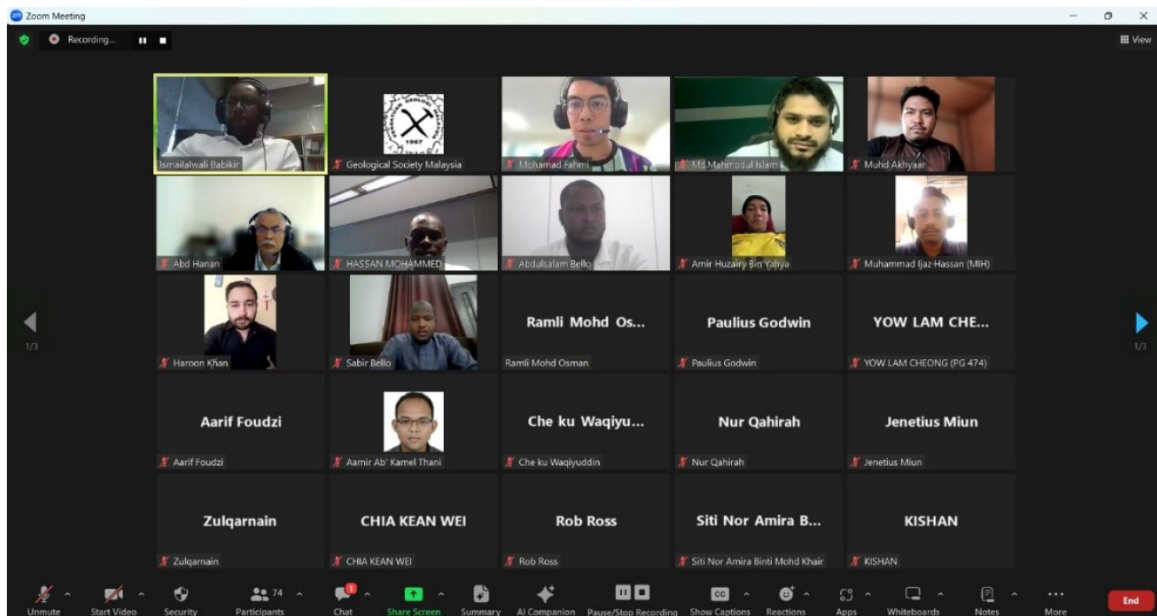 Zoom Meeting
Recording...
View
Ismailalwali Babikir
PERSATUAN GEOLOGI MALAYSIA
1967
Geological Society Malaysia
Mohamad Fahmi
Md.Mahmodul Islam
Muhd Akhyaar
Abd Hanan
HASSAN MOHAMMED
Abdulsalam Bello
Amir Huzairy Bin Yahya
Muhammad Ijaz Hassan (MIH)
Haroon Khan
Sabir Bello
Ramli Mohd Os...
Ramli Mohd Osman
Paulius Godwin
Paulius Godwin
YOW LAM CHE...
YOW LAM CHEONG (PG 474)
1/3
1/3
Aarif Foudzi
Aarif Foudzi
Aamir Ab' Kamel Thani
Che ku Waqiyu...
Che ku Waqiyuddin
Nur Qahirah
Nur Qahirah
Jenetius Miun
Jenetius Miun
Zulqarnain
Zulqarnain
CHIA KEAN WEI
CHIA KEAN WEI
Rob Ross
Rob Ross
Siti Nor Amira B...
Siti Nor Amira Binti Mohd Khair
KISHAN
KISHAN
Unmute
Start Video
Security
74
Participants
1
Chat
Share Screen
Summary
AI Companion
Pause/Stop Recording
CC
Show Captions
Reactions
Apps
Whiteboards
Notes
More
End